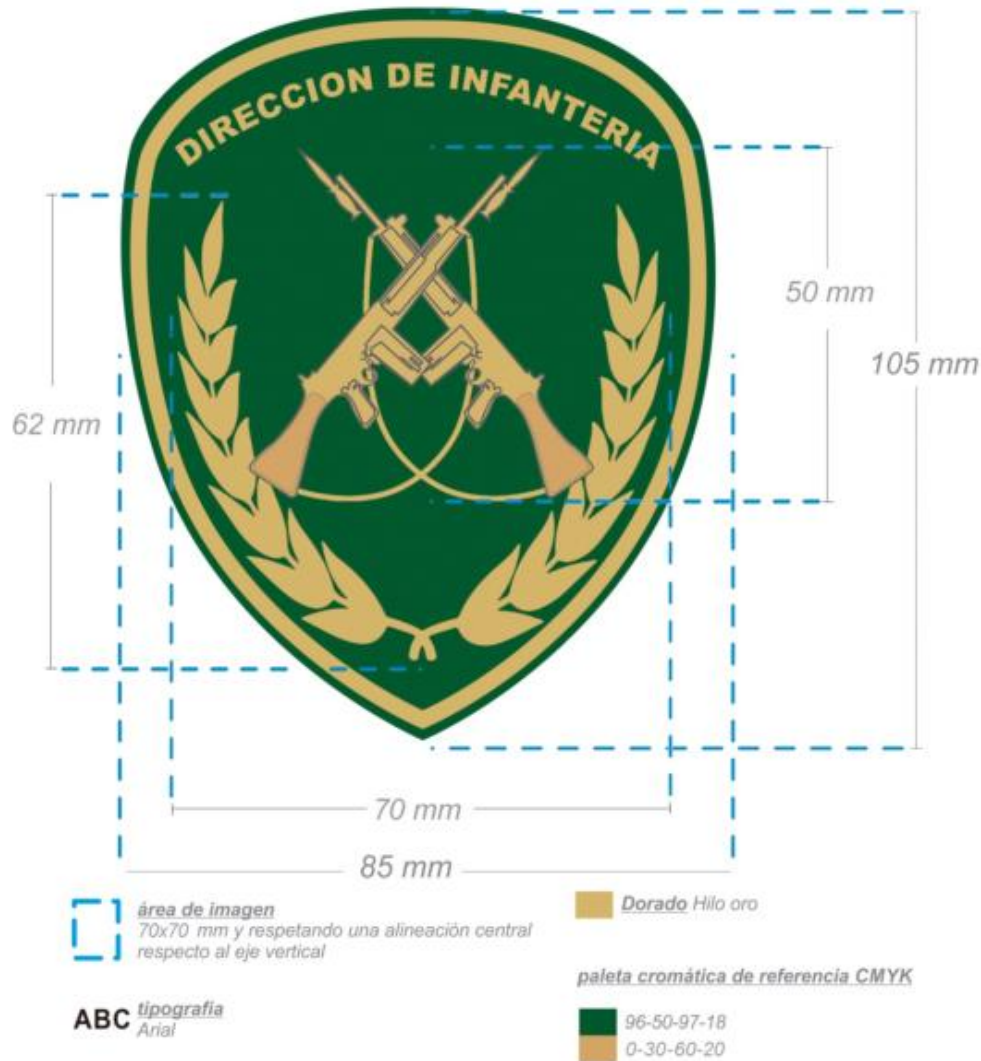 DIRECCION DE INFANTERIA
50 mm
105 mm
62 mm
70 mm
85 mm
área de imagen
70x70 mm y respetando una alineación central
respecto al eje vertical
Dorado Hilo oro
ABC tipografía
Arial
paleta cromática de referencia CMYK
96-50-97-18
0-30-60-20